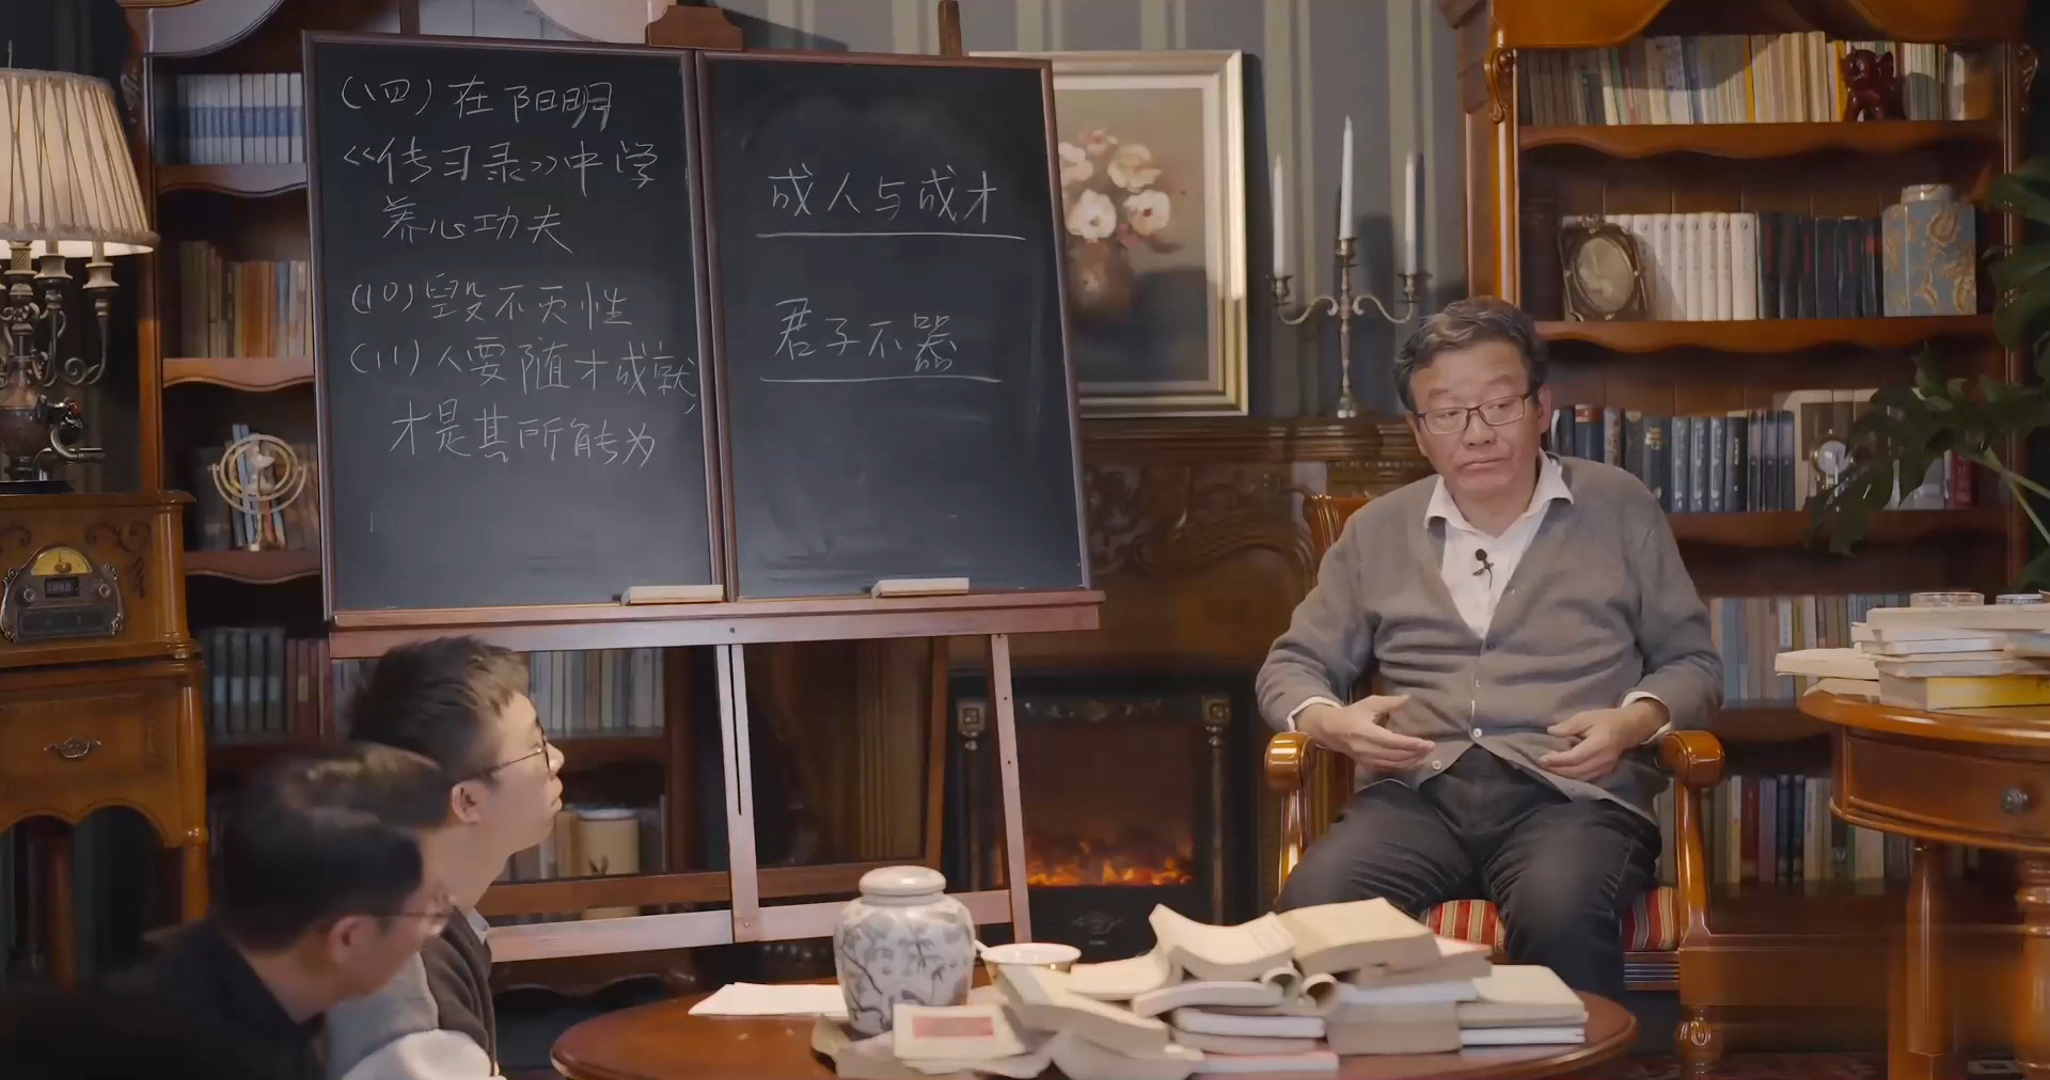 (四)在阳明
《传习录》中学
养心功夫
(10)毁不灭性
(11)人要随才成就,
才是其所能为
成人与成才
君子不器